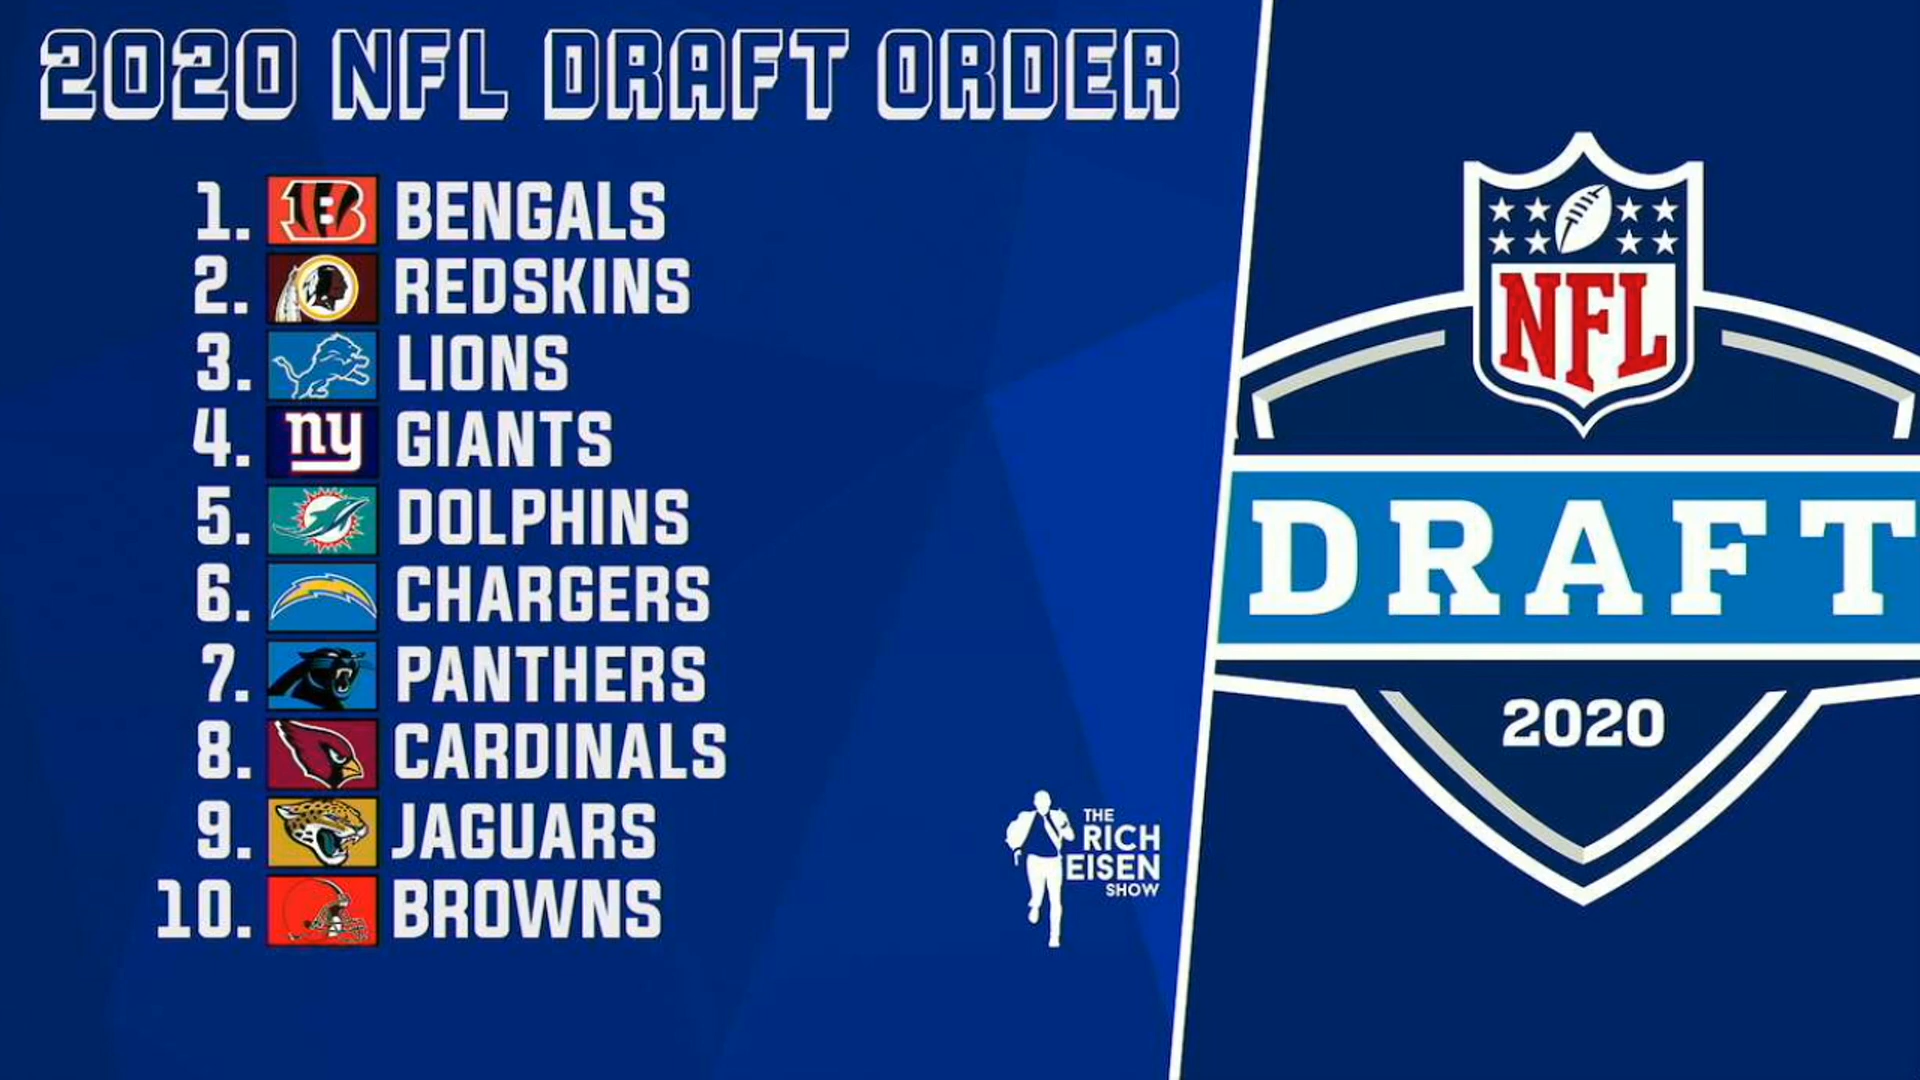 2020 NFL DRAFT ORDER
1. BENGALS
2. REDSKINS
3. LIONS
4. ny GIANTS
5. DOLPHINS
6. CHARGERS
7. PANTHERS
8. CARDINALS
9. JAGUARS
10. BROWNS
THE
RICH
EISEN
SHOW
NFL
DRAFT
2020